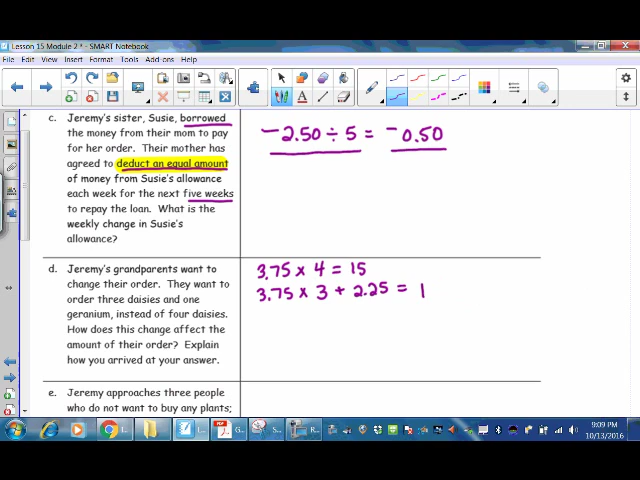 Lesson 15 Module 2 * - SMART Notebook
File Edit View Insert Format Tools Add-ons Help
c. Jeremy's sister, Susie, borrowed
the money from their mom to pay
for her order. Their mother has
agreed to deduct an equal amount
of money from Susie's allowance
each week for the next five weeks
to repay the loan. What is the
weekly change in Susie's
allowance?
-2.50 ÷ 5 = -0.50
d. Jeremy's grandparents want to
change their order. They want to
order three daisies and one
geranium, instead of four daisies.
How does this change affect the
amount of their order? Explain
how you arrived at your answer.
3.75 x 4 = 15
3.75 x 3 + 2.25 = 1
e. Jeremy approaches three people
who do not want to buy any plants;
9:09 PM
10/13/2016